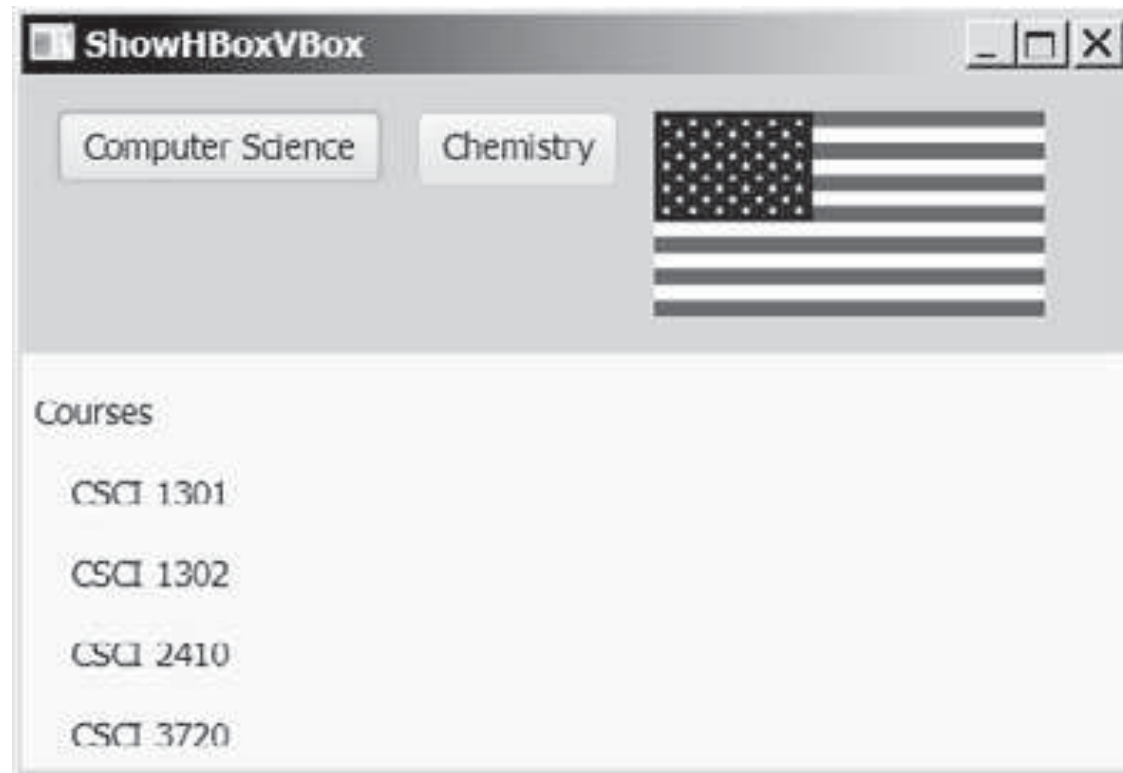 ShowHBoxVBox
Computer Science Chemistry
Courses
CSCI 1301
CSCI 1302
CSCI 2410
CSCI 3720